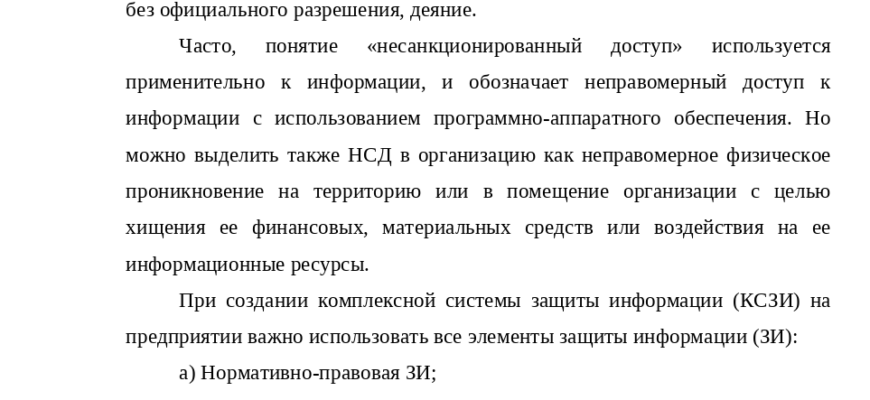 без официального разрешения, деяние.
Часто, понятие «несанкционированный доступ» используется
применительно к информации, и обозначает неправомерный доступ к
информации с использованием программно-аппаратного обеспечения. Но
можно выделить также НСД в организацию как неправомерное физическое
проникновение на территорию или в помещение организации с целью
хищения ее финансовых, материальных средств или воздействия на ее
информационные ресурсы.
При создании комплексной системы защиты информации (КСЗИ) на
предприятии важно использовать все элементы защиты информации (ЗИ):
а) Нормативно-правовая ЗИ;